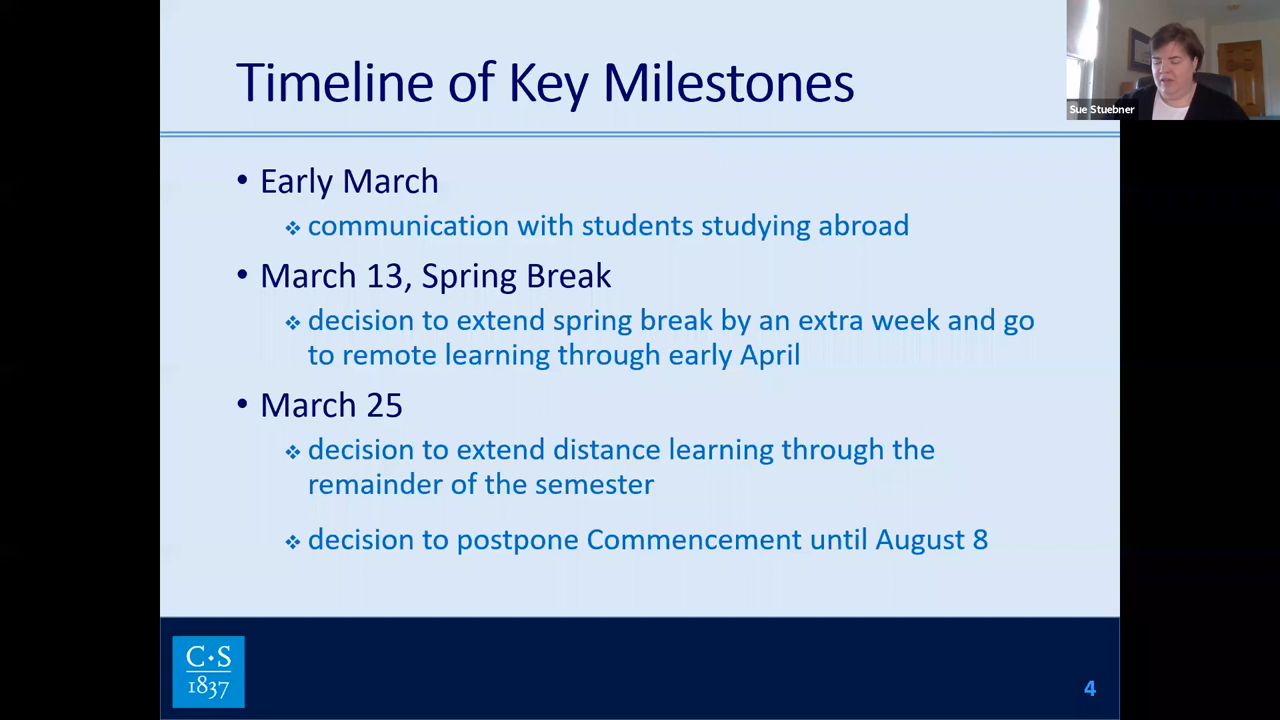 Timeline of Key Milestones
Sue Stuebner
• Early March
❖ communication with students studying abroad
• March 13, Spring Break
❖ decision to extend spring break by an extra week and go
to remote learning through early April
• March 25
❖ decision to extend distance learning through the
remainder of the semester
❖ decision to postpone Commencement until August 8
C·S
1837
4